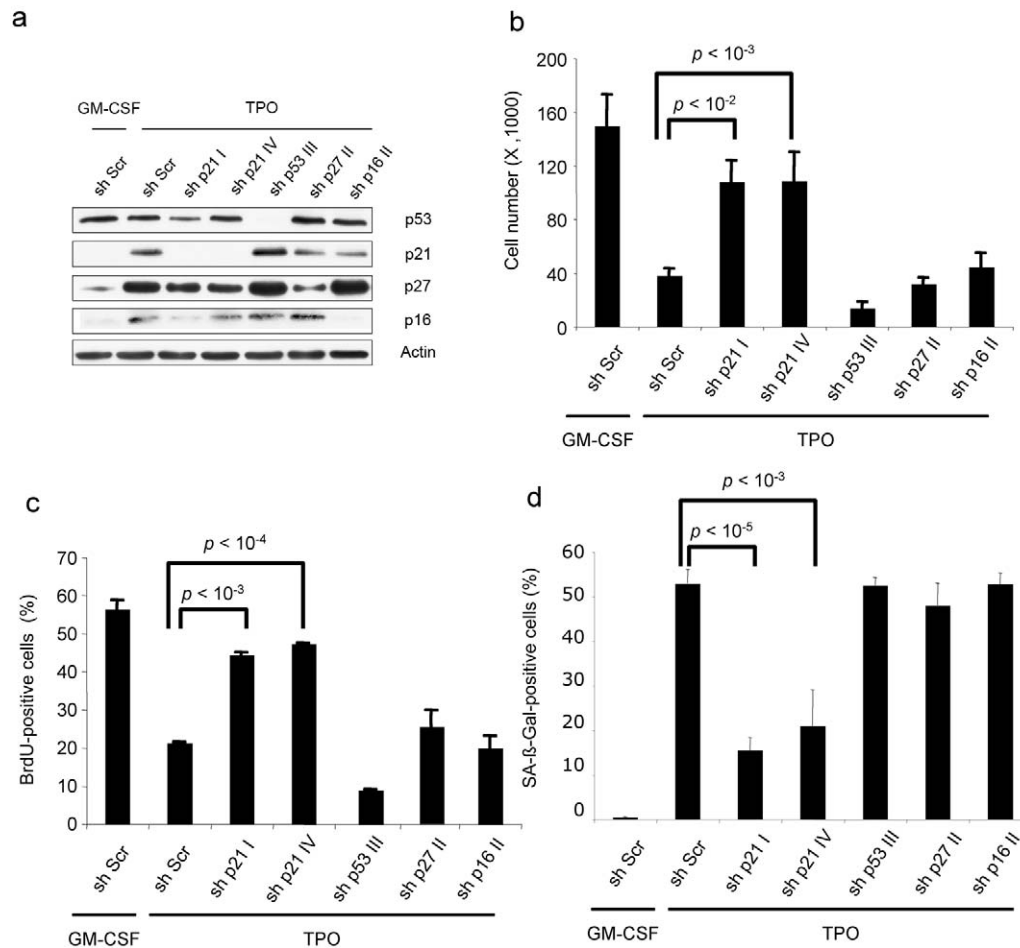 a
GM-CSF TPO
sh Scr
sh Scr
sh p21 I
sh p21 IV
sh p53 III
sh p27 II
sh p16 II
p53
p21
p27
p16
Actin
b
p < 10-3
p < 10-2
Cell number (X ,1000)
200
160
120
80
40
0
sh Scr
sh Scr
sh p21 I
sh p21 IV
sh p53 III
sh p27 II
sh p16 II
GM-CSF TPO
c
p < 10-4
p < 10-3
BrdU-positive cells (%)
70
60
50
40
30
20
10
0
sh Scr
sh Scr
sh p21 I
sh p21 IV
sh p53 III
sh p27 II
sh p16 II
GM-CSF TPO
d
p < 10-3
p < 10-5
SA-ß-Gal-positive cells (%)
60
50
40
30
20
10
0
sh Scr
sh Scr
sh p21 I
sh p21 IV
sh p53 III
sh p27 II
sh p16 II
GM-CSF TPO